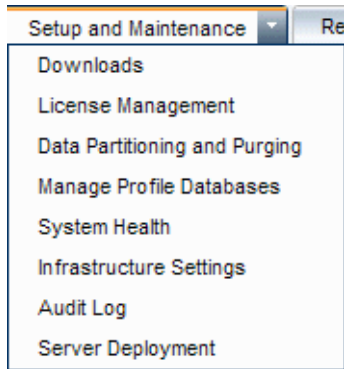 Setup and Maintenance Re
Downloads
License Management
Data Partitioning and Purging
Manage Profile Databases
System Health
Infrastructure Settings
Audit Log
Server Deployment